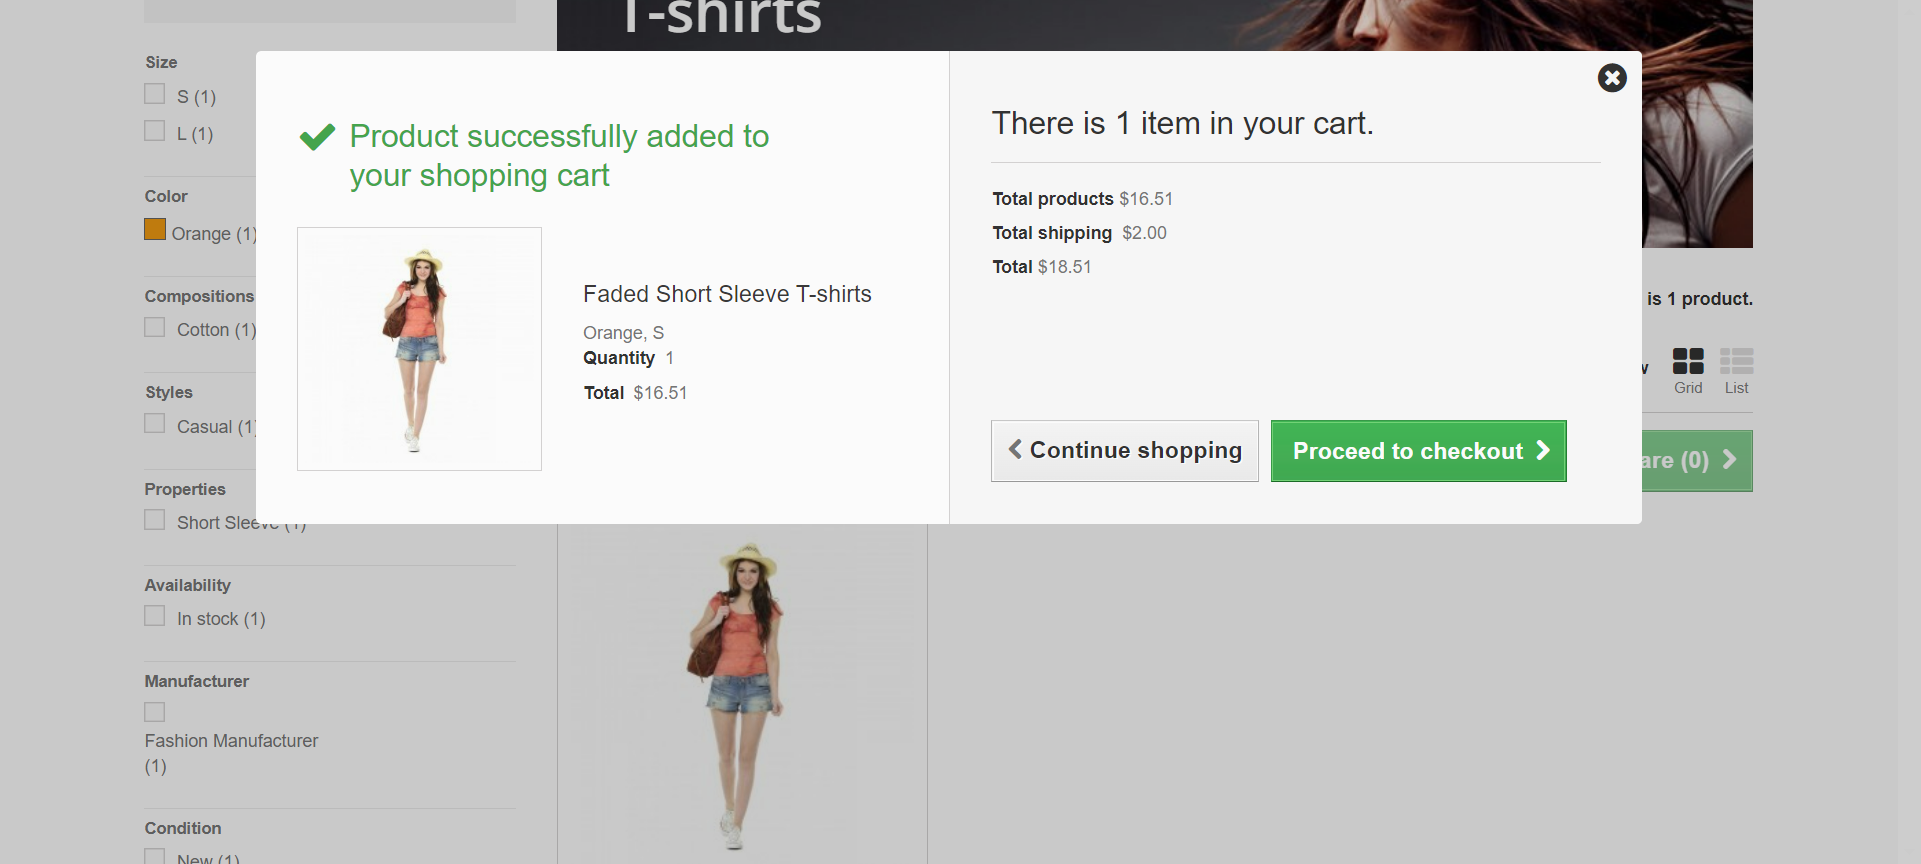 T-shirts
Size
S (1)
L (1)
Color
Orange (1)
Compositions
Cotton (1)
Styles
Casual (1)
Properties
Short Sleeve (1)
Availability
In stock (1)
Manufacturer
Fashion Manufacturer
(1)
Condition
New (1)
Product successfully added to
your shopping cart
Faded Short Sleeve T-shirts
Orange, S
Quantity 1
Total $16.51
There is 1 item in your cart.
Total products $16.51
Total shipping $2.00
Total $18.51
Continue shopping
Proceed to checkout
is 1 product.
Grid
List
are (0)